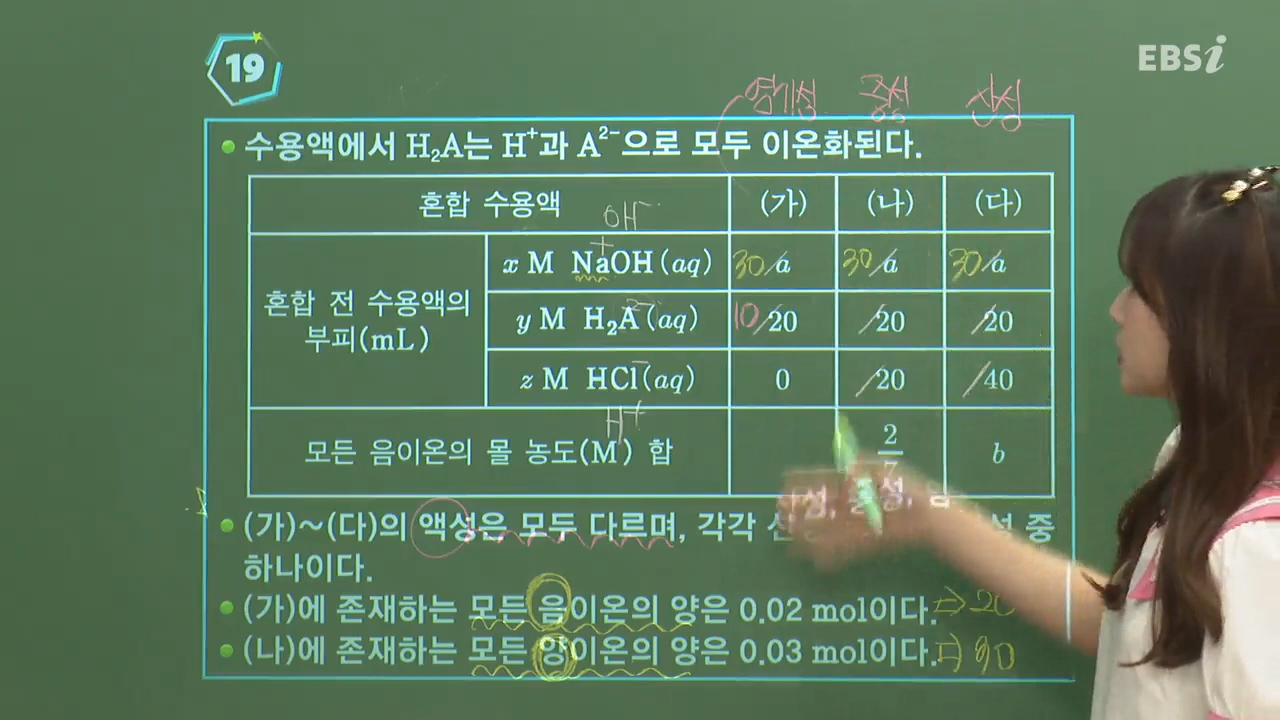 19
EBSi
염기성 중성 산성
수용액에서 H₂A는 H⁺과 A²⁻으로 모두 이온화된다.
혼합 수용액 (가) (나) (다)
OH⁻
혼합 전 수용액의 부피(mL)
x M NaOH(aq) 30/a 30/a 30/a
+
y M H₂A(aq) 10/20 /20 /20
2-
z M HCl(aq) 0 /20 /40
H⁺
모든 음이온의 몰 농도(M) 합 2/7 b
(가)~(다)의 액성은 모두 다르며, 각각 성, 성 중
하나이다.
(가)에 존재하는 모든 음이온의 양은 0.02 mol이다. ⇒ 20
(나)에 존재하는 모든 양이온의 양은 0.03 mol이다. ⇒ 30